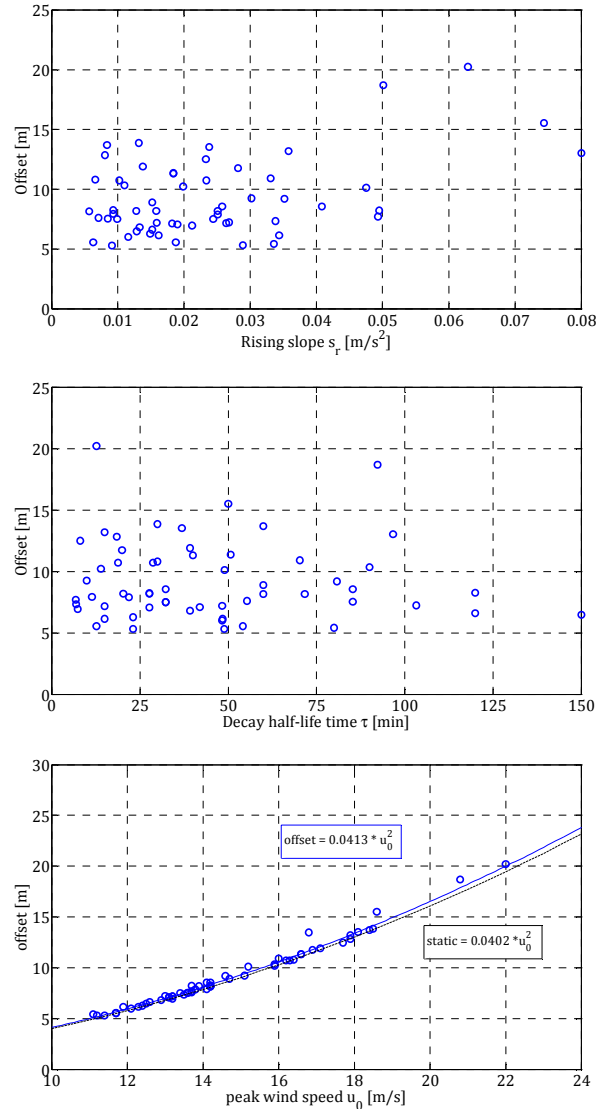 25
20
15
10
5
0
Offset [m]
0 0.01 0.02 0.03 0.04 0.05 0.06 0.07 0.08
Rising slope s_r [m/s^2]
25
20
15
10
5
0
Offset [m]
0 25 50 75 100 125 150
Decay half-life time τ [min]
30
25
20
15
10
5
0
offset [m]
offset = 0.0413 * u_0^2
static = 0.0402 *u_0^2
10 12 14 16 18 20 22 24
peak wind speed u_0 [m/s]